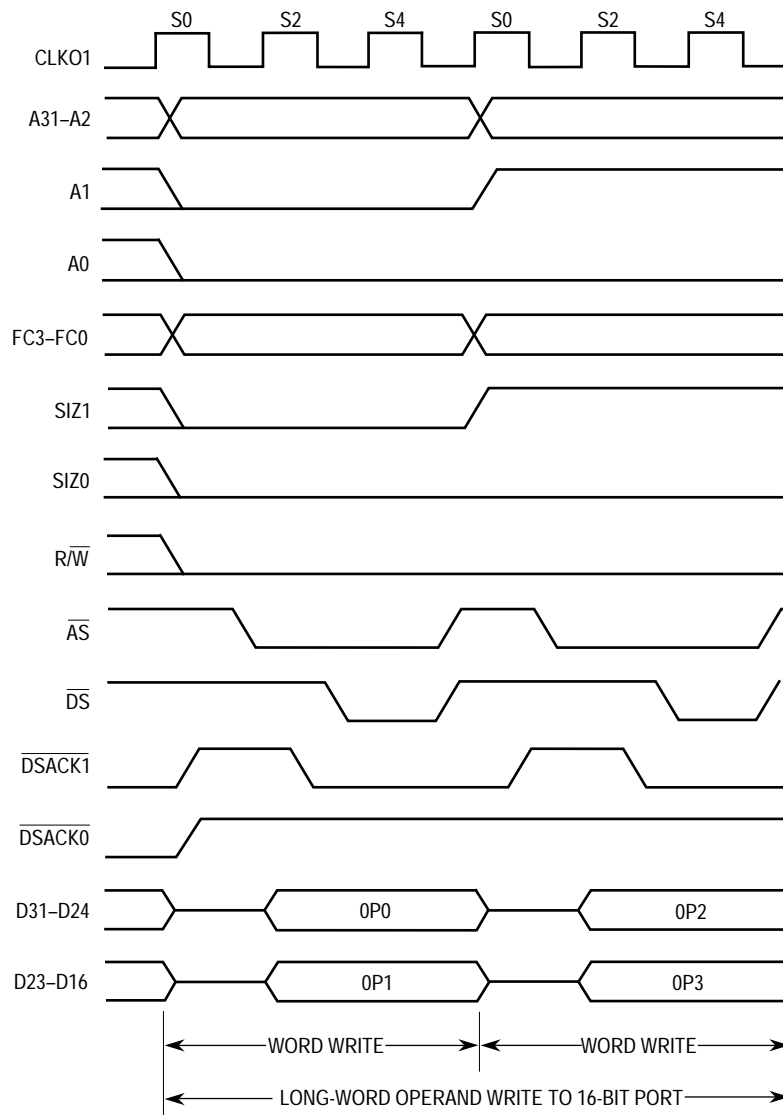 S0 S2 S4 S0 S2 S4
CLKO1
A31–A2
A1
A0
FC3–FC0
SIZ1
SIZ0
R/W
AS
DS
DSACK1
DSACK0
D31–D24 0P0 0P2
D23–D16 0P1 0P3
WORD WRITE WORD WRITE
LONG-WORD OPERAND WRITE TO 16-BIT PORT